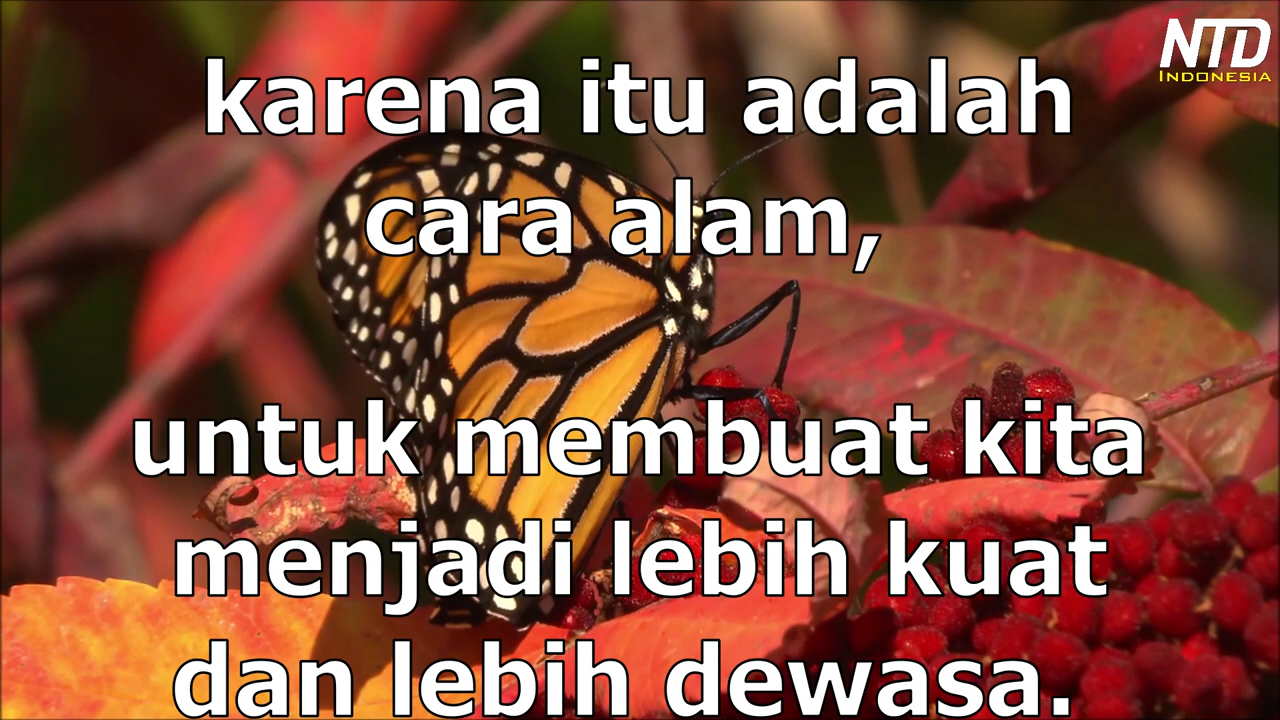 NTD
INDONESIA
karena itu adalah
cara alam,
untuk membuat kita
menjadi lebih kuat
dan lebih dewasa.